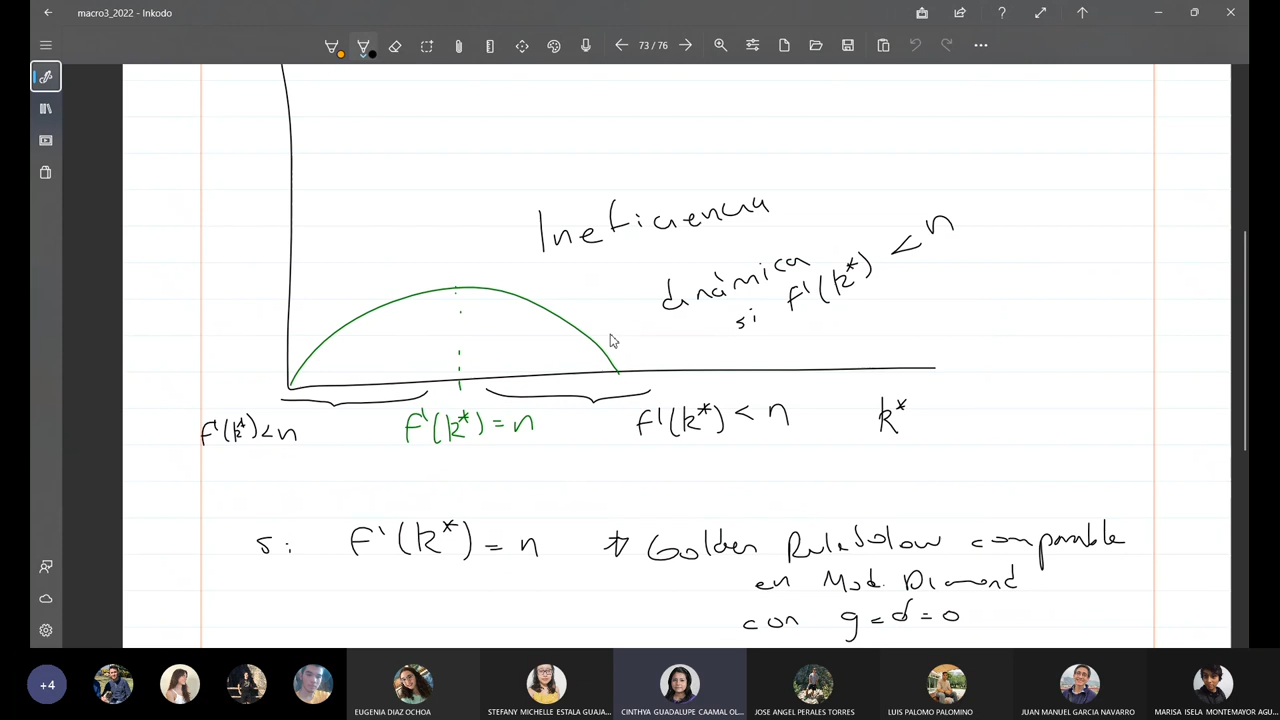 macro3_2022 - Inkodo
73 / 76
Ineficiencia
dinámica
si f'(k*) < n
f'(k*) < n
f'(k*) = n
f'(k*) < n
k*
si f'(k*) = n
Golden Rule Solow comparable
en Mod. Diamond
con g = d = 0
+4
EUGENIA DIAZ OCHOA
STEFANY MICHELLE ESTALA GUAJA...
CINTHYA GUADALUPE CAAMAL OL...
JOSE ANGEL PERALES TORRES
LUIS PALOMO PALOMINO
JUAN MANUEL GARCIA NAVARRO
MARISA ISELA MONTEMAYOR AGU...